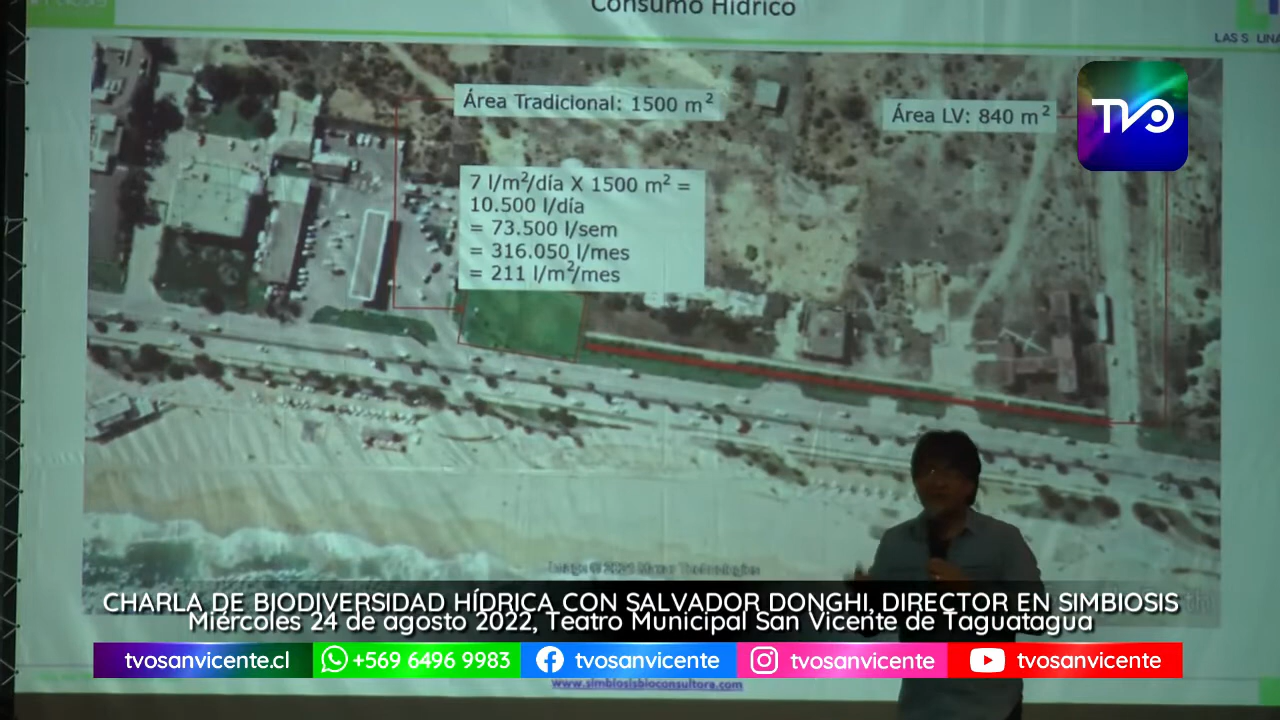 Consumo Hídrico
LAS S LINA
Área Tradicional: 1500 m²
Área LV: 840 m²
TVO
7 l/m²/día X 1500 m² =
10.500 l/día
= 73.500 l/sem
= 316.050 l/mes
= 211 l/m²/mes
CHARLA DE BIODIVERSIDAD HÍDRICA CON SALVADOR DONGHI, DIRECTOR EN SIMBIOSIS
Miércoles 24 de agosto 2022, Teatro Municipal San Vicente de Taguatagua
tvosanvicente.cl +569 6496 9983 tvosanvicente tvosanvicente tvosanvicente
www.simbiosisbioconsultora.com